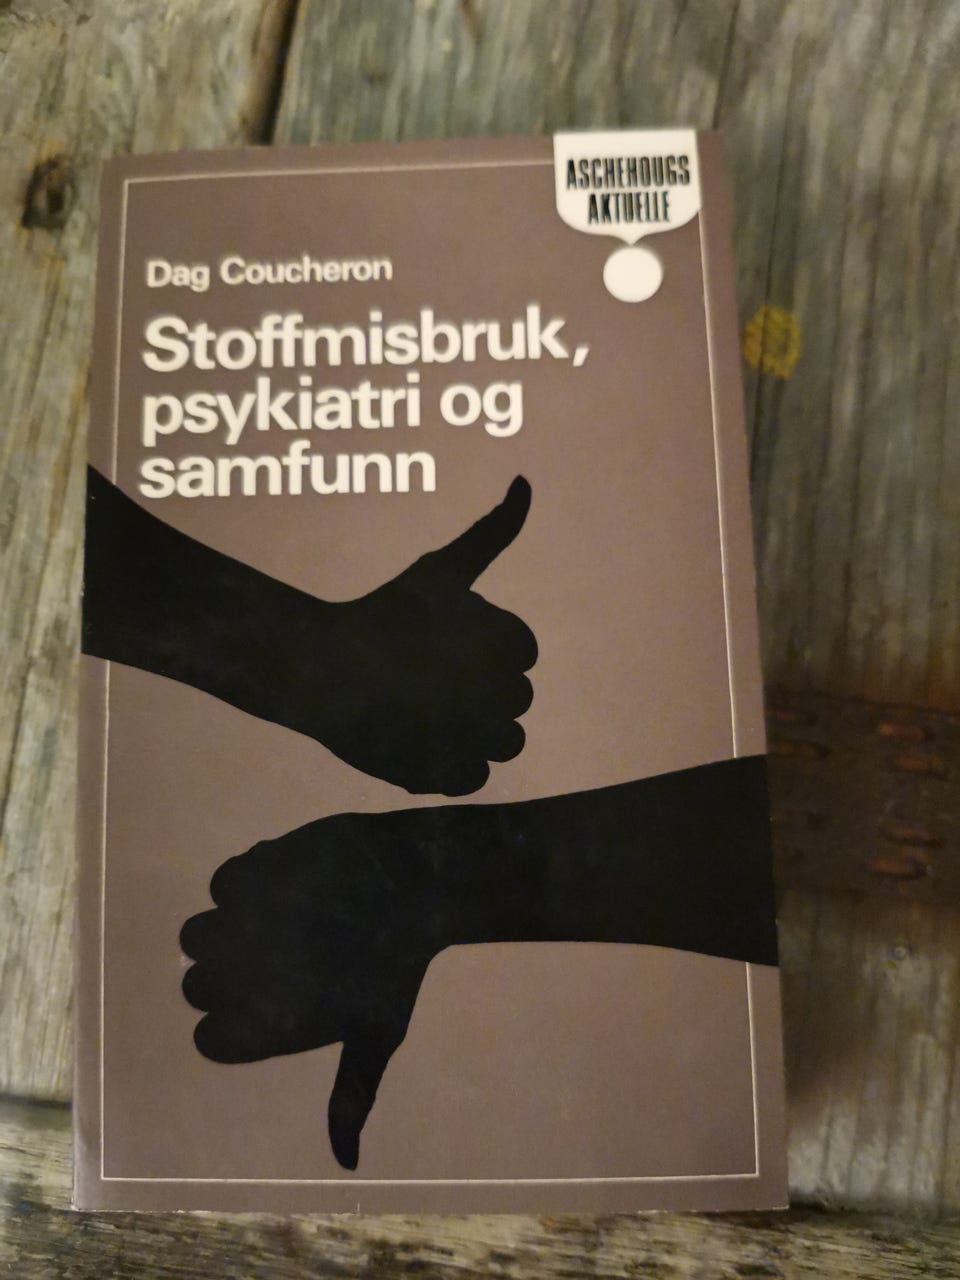 ASCHEHOUGS
AKTUELLE
Dag Coucheron
Stoffmisbruk,
psykiatri og
samfunn